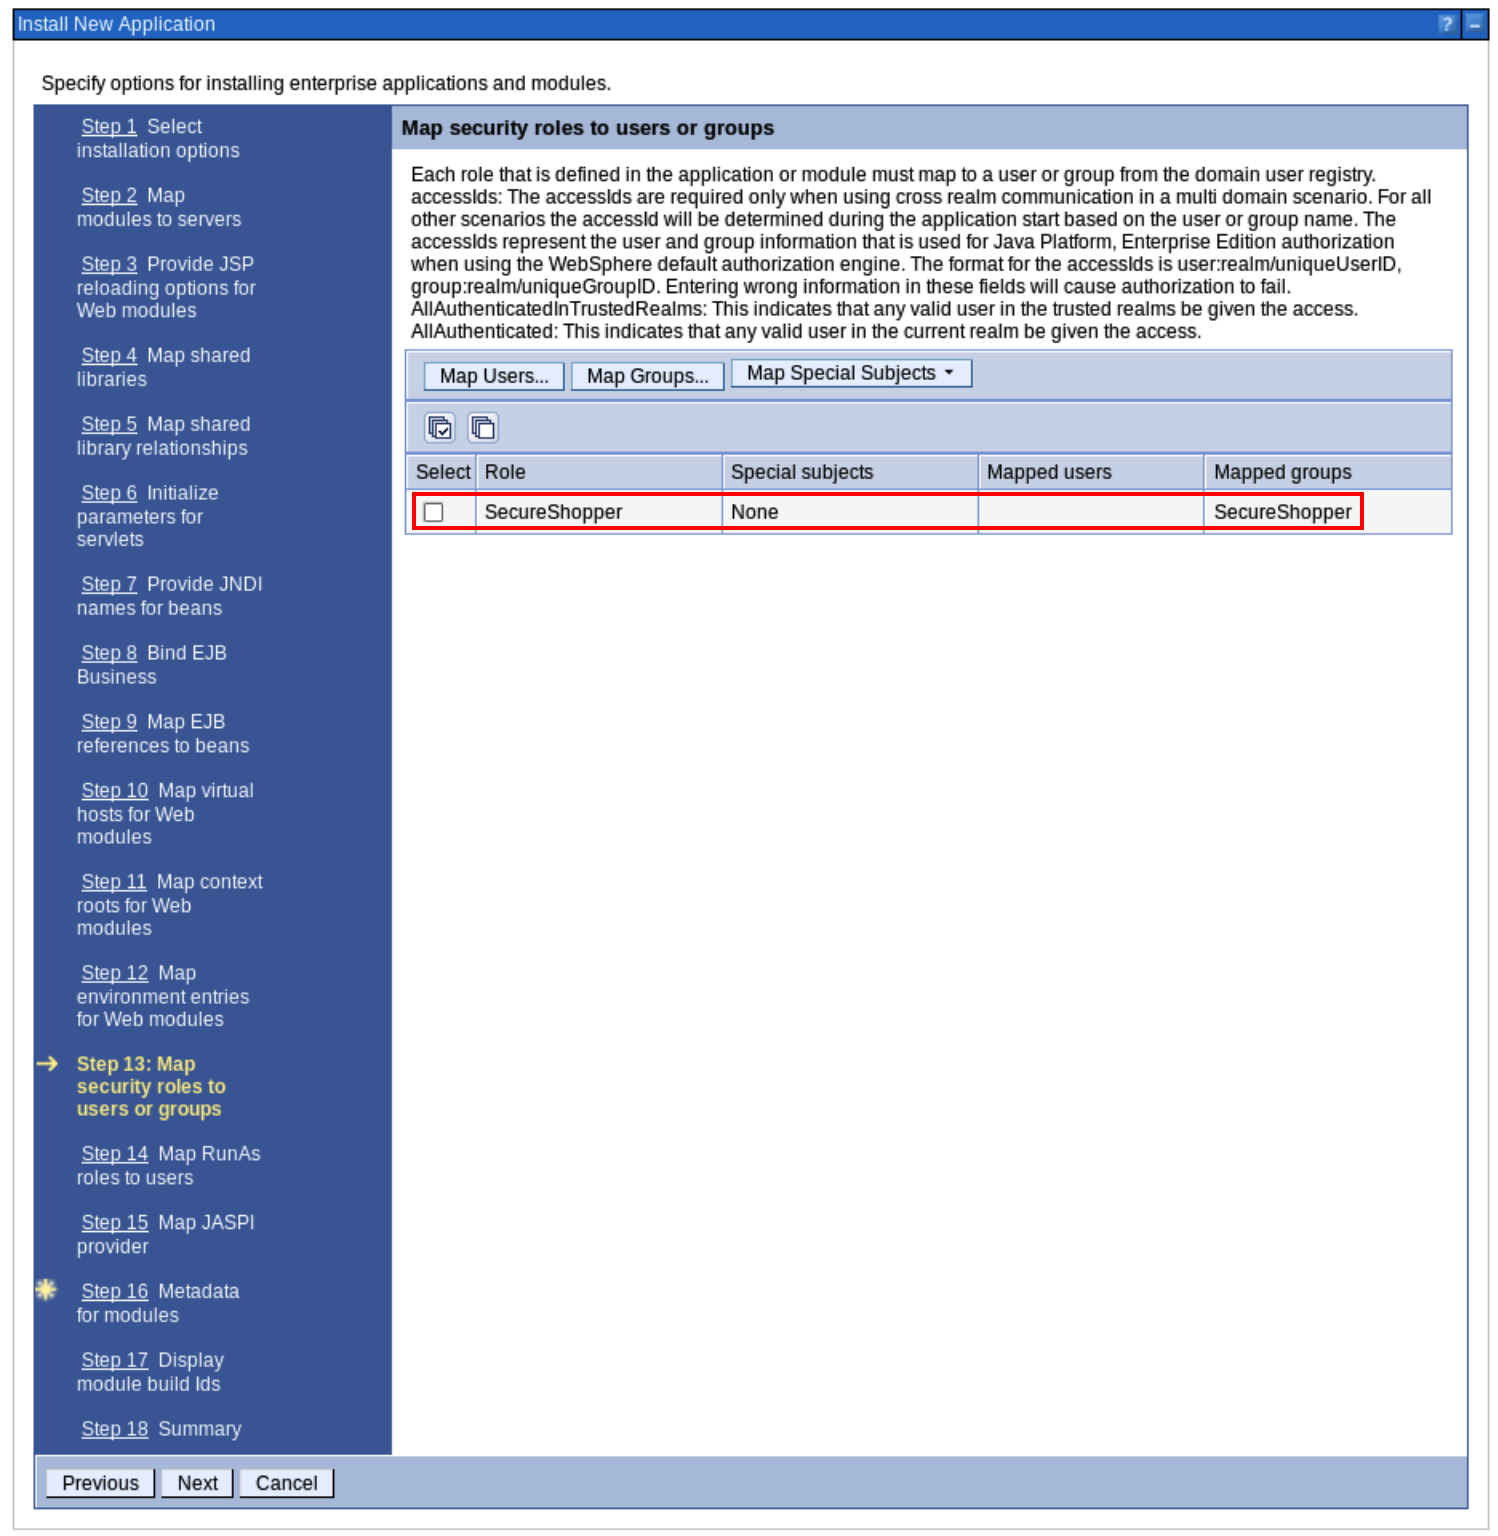 Install New Application
?
Specify options for installing enterprise applications and modules.
Step 1 Select
installation options
Step 2 Map
modules to servers
Step 3 Provide JSP
reloading options for
Web modules
Step 4 Map shared
libraries
Step 5 Map shared
library relationships
Step 6 Initialize
parameters for
servlets
Step 7 Provide JNDI
names for beans
Step 8 Bind EJB
Business
Step 9 Map EJB
references to beans
Step 10 Map virtual
hosts for Web
modules
Step 11 Map context
roots for Web
modules
Step 12 Map
environment entries
for Web modules
Step 13: Map
security roles to
users or groups
Step 14 Map RunAs
roles to users
Step 15 Map JASPI
provider
Step 16 Metadata
for modules
Step 17 Display
module build Ids
Step 18 Summary
Map security roles to users or groups
Each role that is defined in the application or module must map to a user or group from the domain user registry.
accessIds: The accessIds are required only when using cross realm communication in a multi domain scenario. For all
other scenarios the accessId will be determined during the application start based on the user or group name. The
accessIds represent the user and group information that is used for Java Platform, Enterprise Edition authorization
when using the WebSphere default authorization engine. The format for the accessIds is user:realm/uniqueUserID,
group:realm/uniqueGroupID. Entering wrong information in these fields will cause authorization to fail.
AllAuthenticatedInTrustedRealms: This indicates that any valid user in the trusted realms be given the access.
AllAuthenticated: This indicates that any valid user in the current realm be given the access.
Map Users... Map Groups... Map Special Subjects
Select Role Special subjects Mapped users Mapped groups
SecureShopper None SecureShopper
Previous Next Cancel